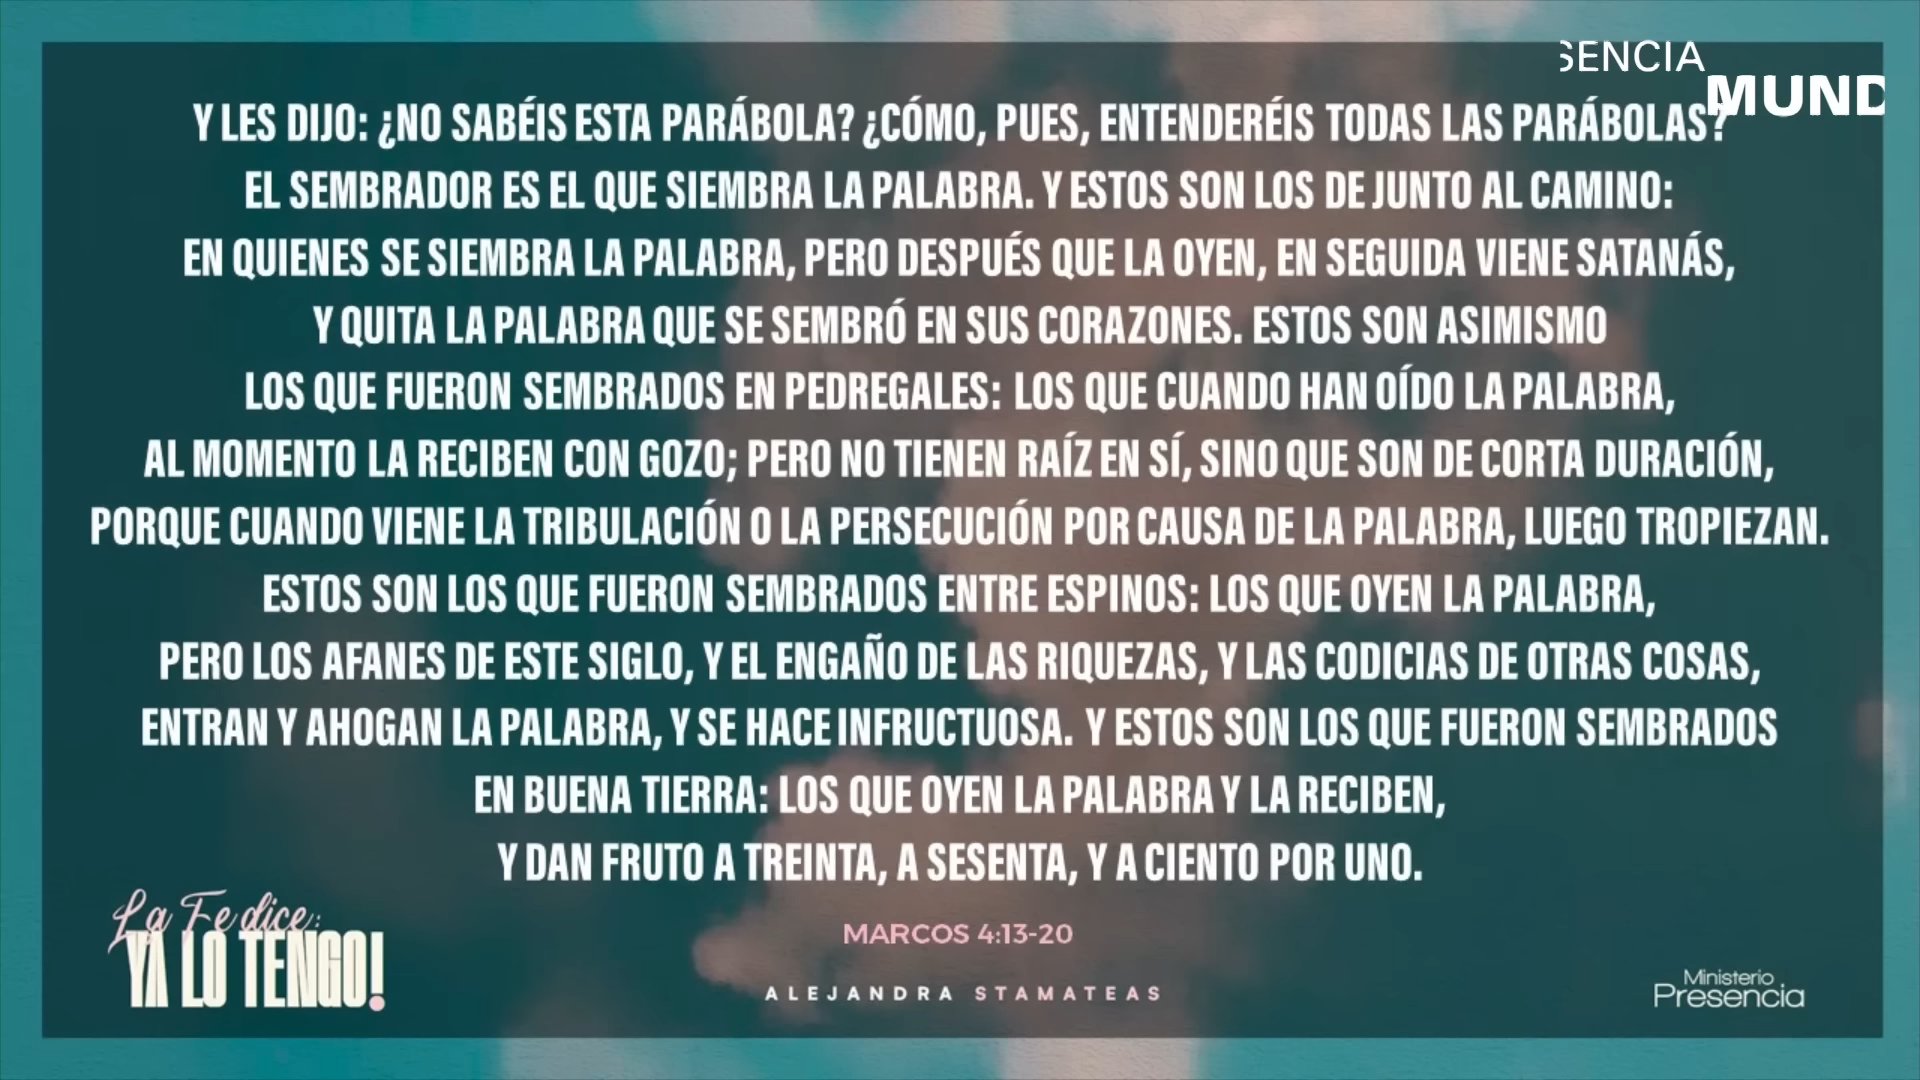 SENCIA
MUND
Y LES DIJO: ¿NO SABÉIS ESTA PARÁBOLA? ¿CÓMO, PUES, ENTENDERÉIS TODAS LAS PARÁBOLAS?
EL SEMBRADOR ES EL QUE SIEMBRA LA PALABRA. Y ESTOS SON LOS DE JUNTO AL CAMINO:
EN QUIENES SE SIEMBRA LA PALABRA, PERO DESPUÉS QUE LA OYEN, EN SEGUIDA VIENE SATANÁS,
Y QUITA LA PALABRA QUE SE SEMBRÓ EN SUS CORAZONES. ESTOS SON ASIMISMO
LOS QUE FUERON SEMBRADOS EN PEDREGALES: LOS QUE CUANDO HAN OÍDO LA PALABRA,
AL MOMENTO LA RECIBEN CON GOZO; PERO NO TIENEN RAÍZ EN SÍ, SINO QUE SON DE CORTA DURACIÓN,
PORQUE CUANDO VIENE LA TRIBULACIÓN O LA PERSECUCIÓN POR CAUSA DE LA PALABRA, LUEGO TROPIEZAN.
ESTOS SON LOS QUE FUERON SEMBRADOS ENTRE ESPINOS: LOS QUE OYEN LA PALABRA,
PERO LOS AFANES DE ESTE SIGLO, Y EL ENGAÑO DE LAS RIQUEZAS, Y LAS CODICIAS DE OTRAS COSAS,
ENTRAN Y AHOGAN LA PALABRA, Y SE HACE INFRUCTUOSA. Y ESTOS SON LOS QUE FUERON SEMBRADOS
EN BUENA TIERRA: LOS QUE OYEN LA PALABRA Y LA RECIBEN,
Y DAN FRUTO A TREINTA, A SESENTA, Y A CIENTO POR UNO.
La Fe dice:
YA LO TENGO!
MARCOS 4:13-20
ALEJANDRA STAMATEAS
Ministerio
Presencia